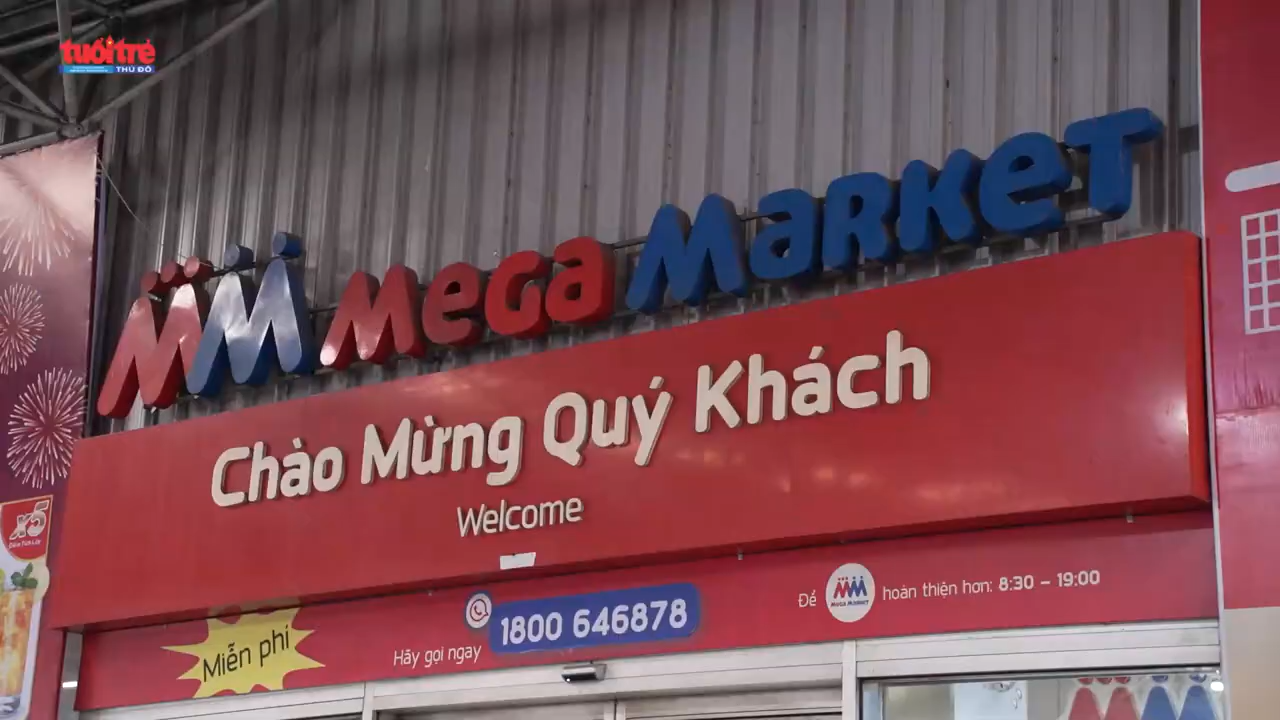 tuổi trẻ
THỦ ĐÔ
MEGA MARKET
Chào Mừng Quý Khách
Welcome
x5
Miễn phí
Hãy gọi ngay
1800 646878
Để
MEGA MARKET
hoàn thiện hơn: 8:30 – 19:00